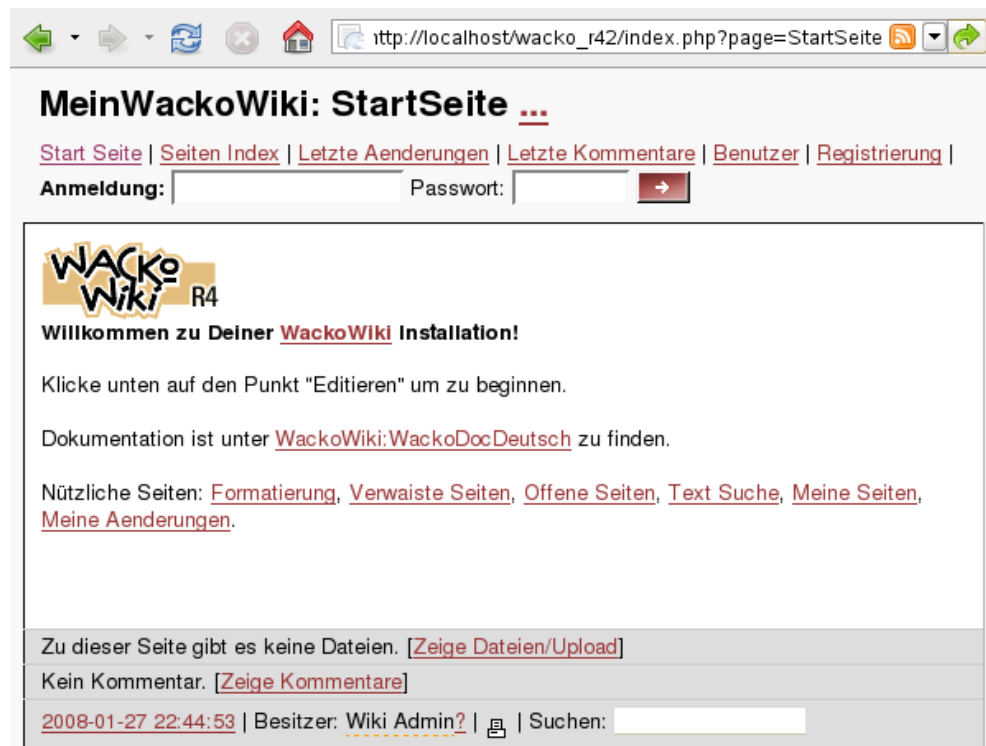 http://localhost/wacko_r42/index.php?page=StartSeite
MeinWackoWiki: StartSeite ...
Start Seite | Seiten Index | Letzte Aenderungen | Letzte Kommentare | Benutzer | Registrierung |
Anmeldung: Passwort:
WACKO
Wiki R4
Willkommen zu Deiner WackoWiki Installation!
Klicke unten auf den Punkt "Editieren" um zu beginnen.
Dokumentation ist unter WackoWiki:WackoDocDeutsch zu finden.
Nützliche Seiten: Formatierung, Verwaiste Seiten, Offene Seiten, Text Suche, Meine Seiten,
Meine Aenderungen.
Zu dieser Seite gibt es keine Dateien. [Zeige Dateien/Upload]
Kein Kommentar. [Zeige Kommentare]
2008-01-27 22:44:53 | Besitzer: Wiki Admin? | | Suchen: